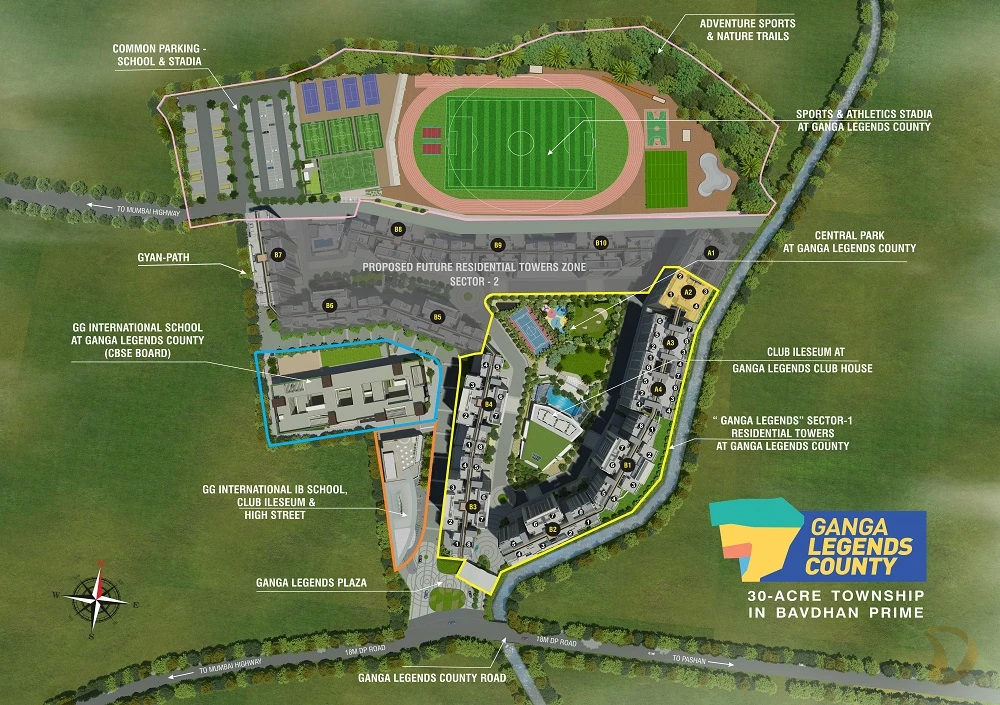 ADVENTURE SPORTS
& NATURE TRAILS
COMMON PARKING -
SCHOOL & STADIA
SPORTS & ATHLETICS STADIA
AT GANGA LEGENDS COUNTY
TO MUMBAI HIGHWAY
B8
B9
B10
A1
CENTRAL PARK
AT GANGA LEGENDS COUNTY
GYAN-PATH
B7
PROPOSED FUTURE RESIDENTIAL TOWERS ZONE
SECTOR - 2
A2
B6
B5
GG INTERNATIONAL SCHOOL
AT GANGA LEGENDS COUNTY
(CBSE BOARD)
A3
CLUB ILESEUM AT
GANGA LEGENDS CLUB HOUSE
A4
B4
" GANGA LEGENDS" SECTOR-1
RESIDENTIAL TOWERS
AT GANGA LEGENDS COUNTY
B1
GG INTERNATIONAL IB SCHOOL,
CLUB ILESEUM &
HIGH STREET
B3
B2
GANGA
LEGENDS
COUNTY
30-ACRE TOWNSHIP
IN BAVDHAN PRIME
N
W
E
S
GANGA LEGENDS PLAZA
18M DP ROAD
18M DP ROAD
TO MUMBAI HIGHWAY
TO PASHAN
GANGA LEGENDS COUNTY ROAD